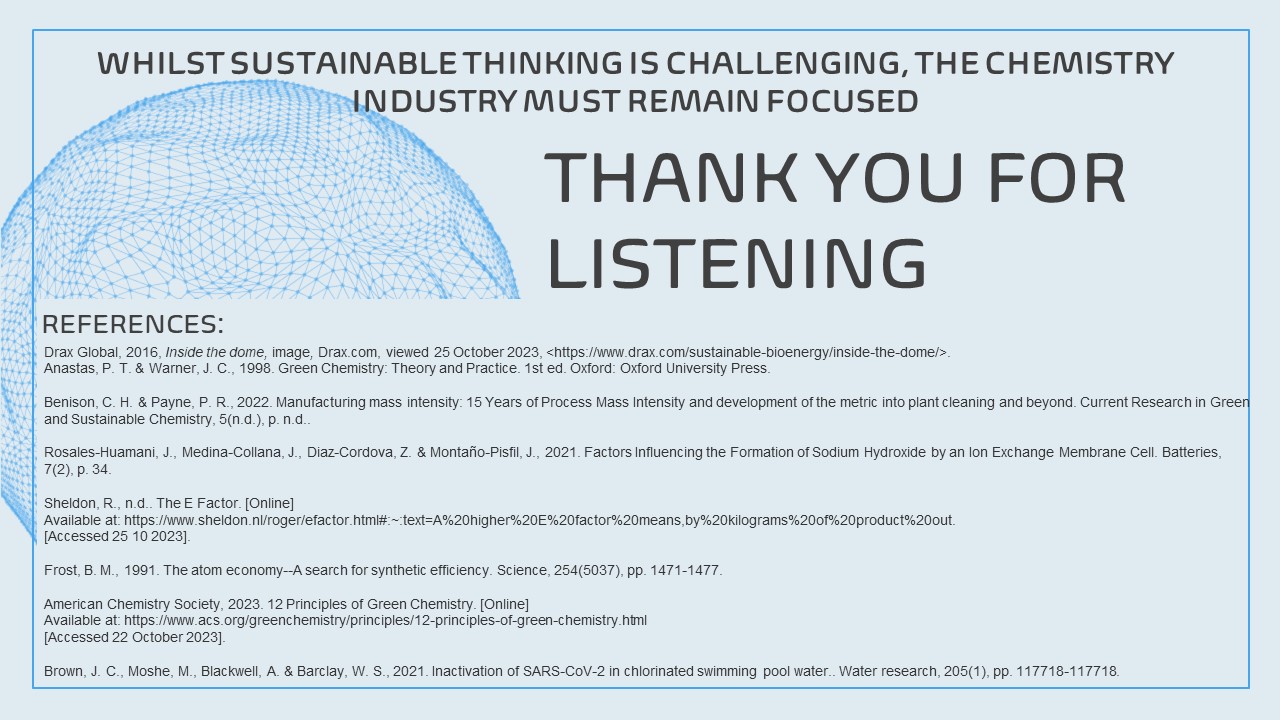 WHILST SUSTAINABLE THINKING IS CHALLENGING, THE CHEMISTRY
INDUSTRY MUST REMAIN FOCUSED
THANK YOU FOR
LISTENING
REFERENCES:
Drax Global, 2016, Inside the dome, image, Drax.com, viewed 25 October 2023, <https://www.drax.com/sustainable-bioenergy/inside-the-dome/>.
Anastas, P. T. & Warner, J. C., 1998. Green Chemistry: Theory and Practice. 1st ed. Oxford: Oxford University Press.
Benison, C. H. & Payne, P. R., 2022. Manufacturing mass intensity: 15 Years of Process Mass Intensity and development of the metric into plant cleaning and beyond. Current Research in Green
and Sustainable Chemistry, 5(n.d.), p. n.d..
Rosales-Huamani, J., Medina-Collana, J., Diaz-Cordova, Z. & Montaño-Pisfil, J., 2021. Factors Influencing the Formation of Sodium Hydroxide by an Ion Exchange Membrane Cell. Batteries,
7(2), p. 34.
Sheldon, R., n.d.. The E Factor. [Online]
Available at: https://www.sheldon.nl/roger/efactor.html#:~:text=A%20higher%20E%20factor%20means,by%20kilograms%20of%20product%20out.
[Accessed 25 10 2023].
Frost, B. M., 1991. The atom economy--A search for synthetic efficiency. Science, 254(5037), pp. 1471-1477.
American Chemistry Society, 2023. 12 Principles of Green Chemistry. [Online]
Available at: https://www.acs.org/greenchemistry/principles/12-principles-of-green-chemistry.html
[Accessed 22 October 2023].
Brown, J. C., Moshe, M., Blackwell, A. & Barclay, W. S., 2021. Inactivation of SARS-CoV-2 in chlorinated swimming pool water.. Water research, 205(1), pp. 117718-117718.